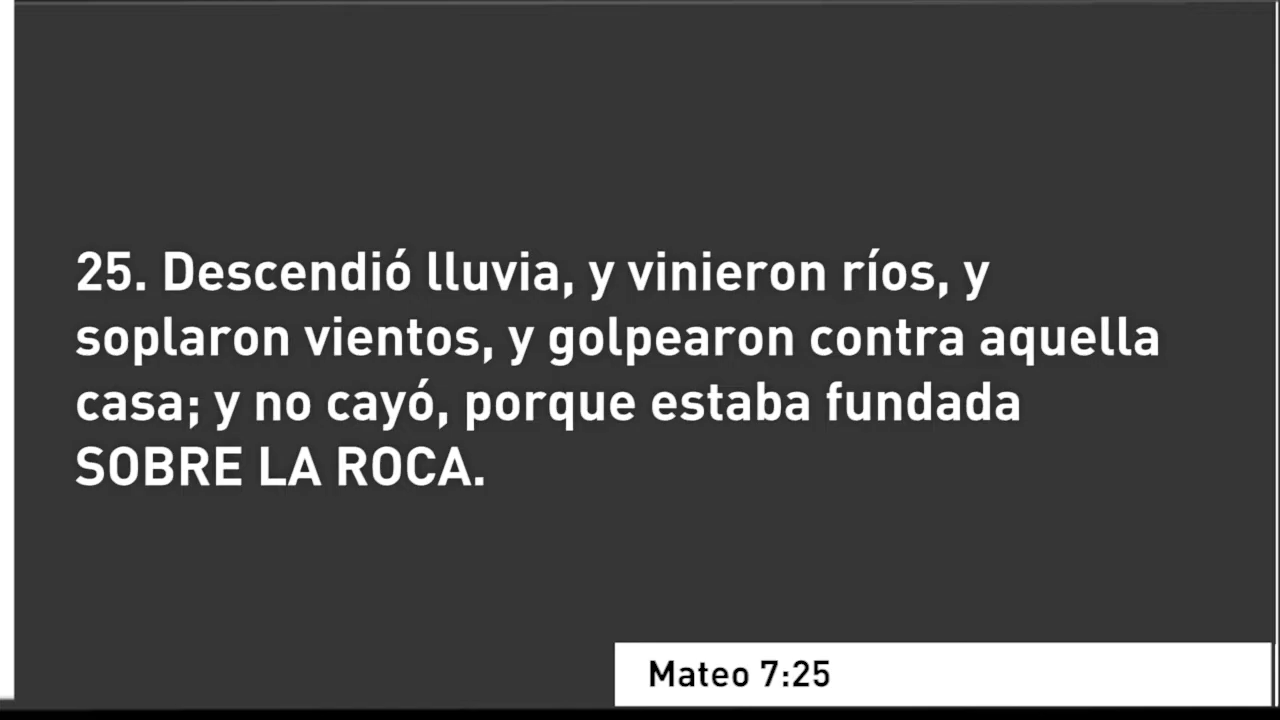 25. Descendió lluvia, y vinieron ríos, y
soplaron vientos, y golpearon contra aquella
casa; y no cayó, porque estaba fundada
SOBRE LA ROCA.
Mateo 7:25